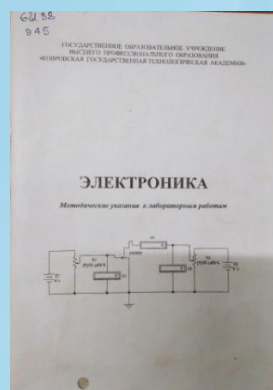 621.38
Э45
ГОСУДАРСТВЕННОЕ ОБРАЗОВАТЕЛЬНОЕ УЧРЕЖДЕНИЕ
ВЫСШЕГО ПРОФЕССИОНАЛЬНОГО ОБРАЗОВАНИЯ
«КОВРОВСКАЯ ГОСУДАРСТВЕННАЯ ТЕХНОЛОГИЧЕСКАЯ АКАДЕМИЯ»
ЭЛЕКТРОНИКА
Методические указания к лабораторным работам